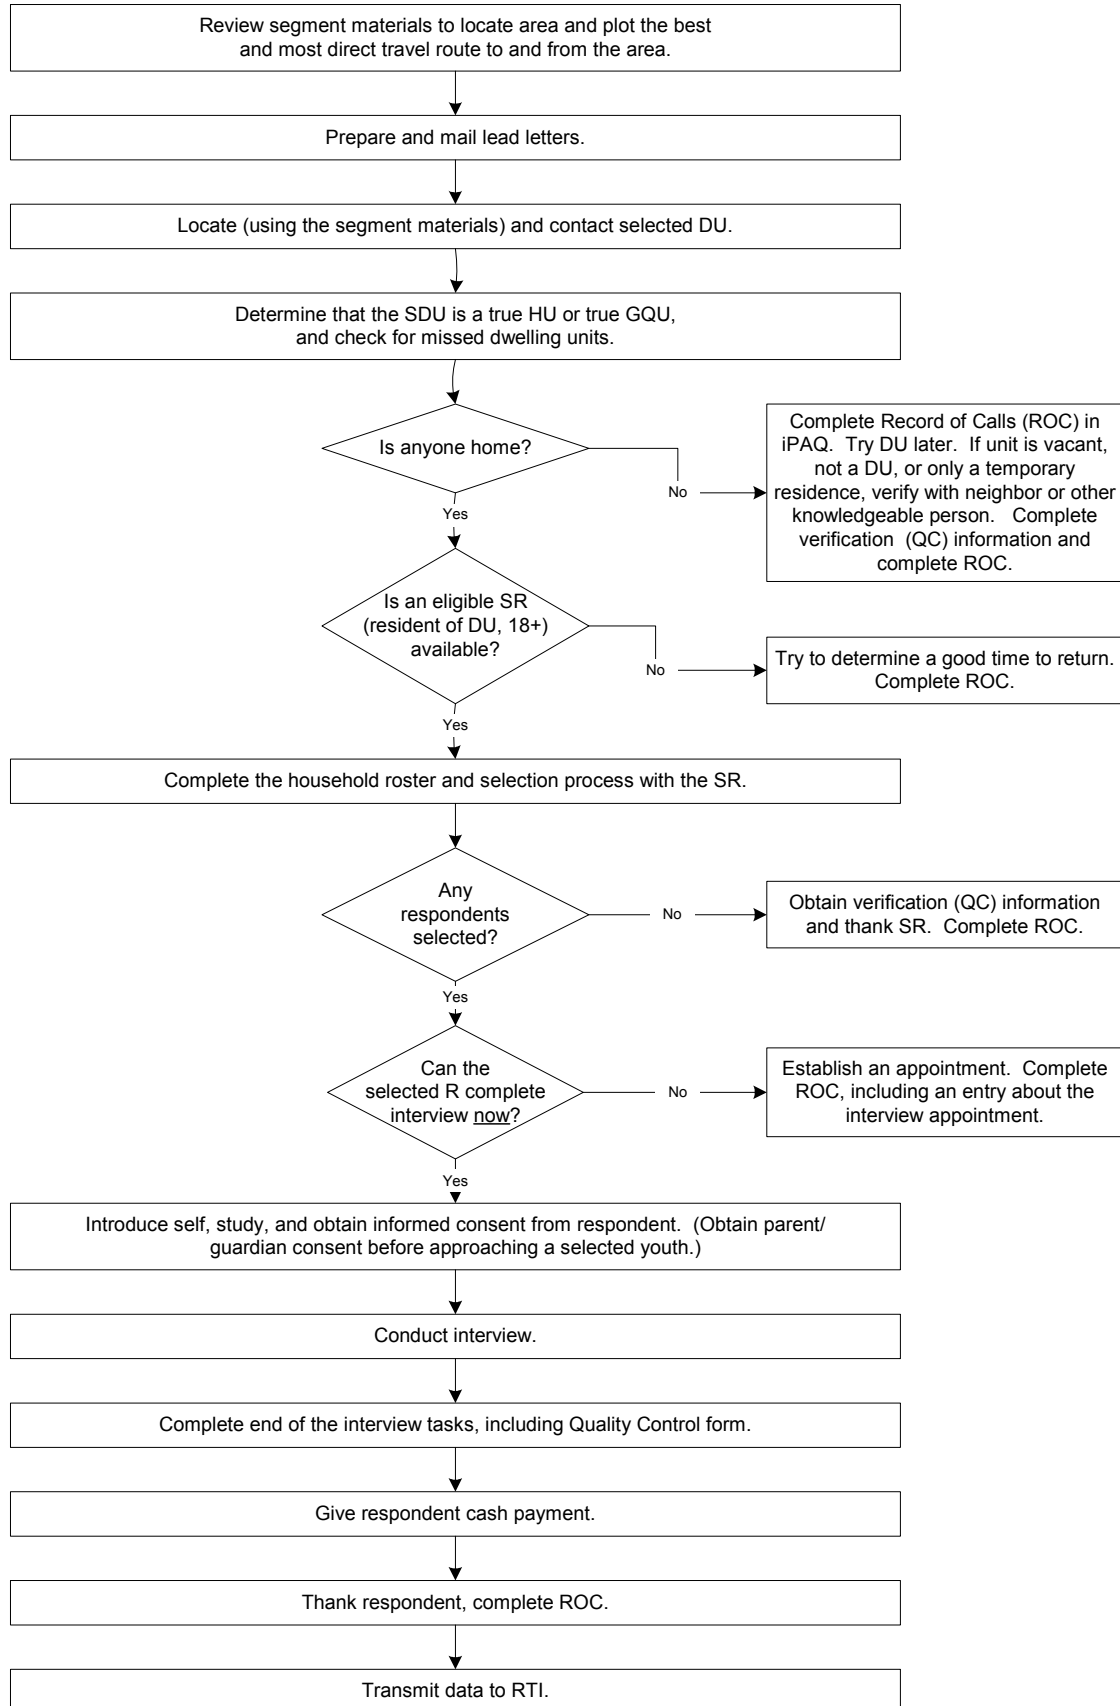 Review segment materials to locate area and plot the best
and most direct travel route to and from the area.
Prepare and mail lead letters.
Locate (using the segment materials) and contact selected DU.
Determine that the SDU is a true HU or true GQU,
and check for missed dwelling units.
Is anyone home?
No
Complete Record of Calls (ROC) in
iPAQ. Try DU later. If unit is vacant,
not a DU, or only a temporary
residence, verify with neighbor or other
knowledgeable person. Complete
verification (QC) information and
complete ROC.
Yes
Is an eligible SR
(resident of DU, 18+)
available?
No
Try to determine a good time to return.
Complete ROC.
Yes
Complete the household roster and selection process with the SR.
Any
respondents
selected?
No
Obtain verification (QC) information
and thank SR. Complete ROC.
Yes
Can the
selected R complete
interview now?
No
Establish an appointment. Complete
ROC, including an entry about the
interview appointment.
Yes
Introduce self, study, and obtain informed consent from respondent. (Obtain parent/
guardian consent before approaching a selected youth.)
Conduct interview.
Complete end of the interview tasks, including Quality Control form.
Give respondent cash payment.
Thank respondent, complete ROC.
Transmit data to RTI.